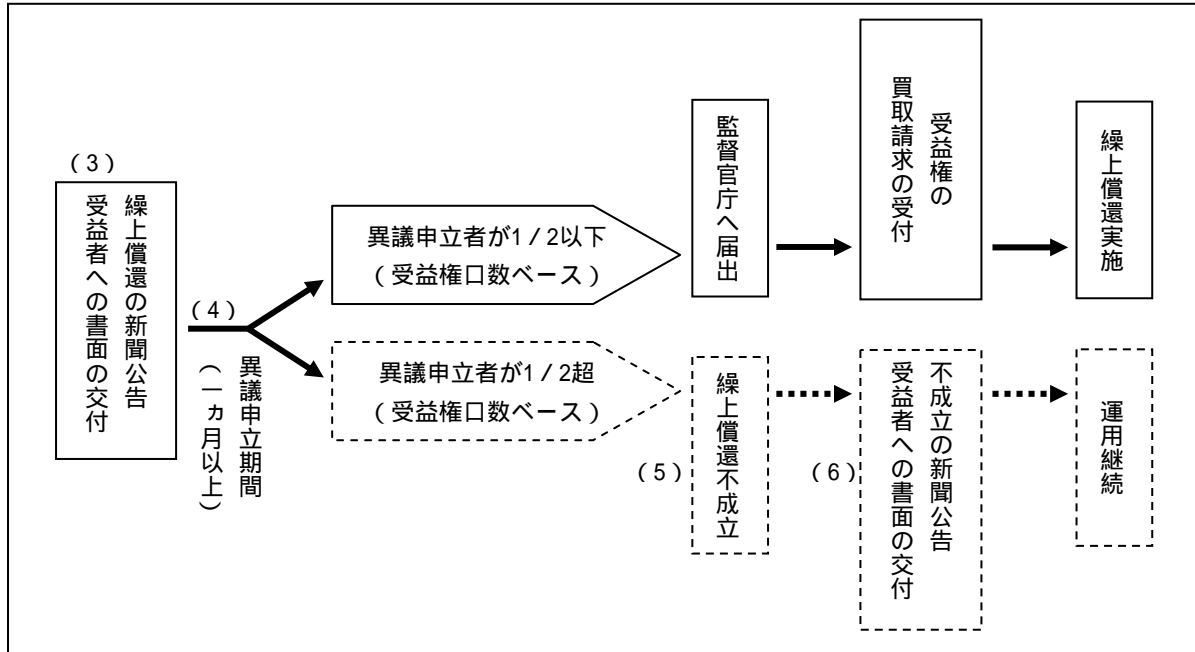 (3)
繰上償還の新聞公告
受益者への書面の交付
(4)
異議申立期間
(一ヵ月以上)
異議申立者が1/2以下
(受益権口数ベース)
監督官庁へ届出
受益権の
買取請求の受付
繰上償還実施
異議申立者が1/2超
(受益権口数ベース)
(5)
繰上償還不成立
(6)
不成立の新聞公告
受益者への書面の交付
運用継続